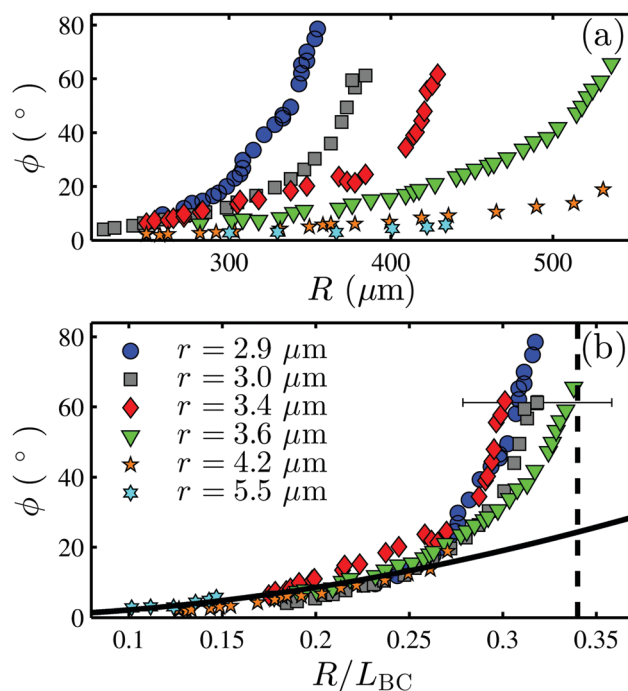 80
60
40
20
0
ϕ (°)
(a)
300 400 500
R (μm)
80
60
40
20
0
ϕ (°)
(b)
r = 2.9 μm
r = 3.0 μm
r = 3.4 μm
r = 3.6 μm
r = 4.2 μm
r = 5.5 μm
0.1 0.15 0.2 0.25 0.3 0.35
R/L_BC